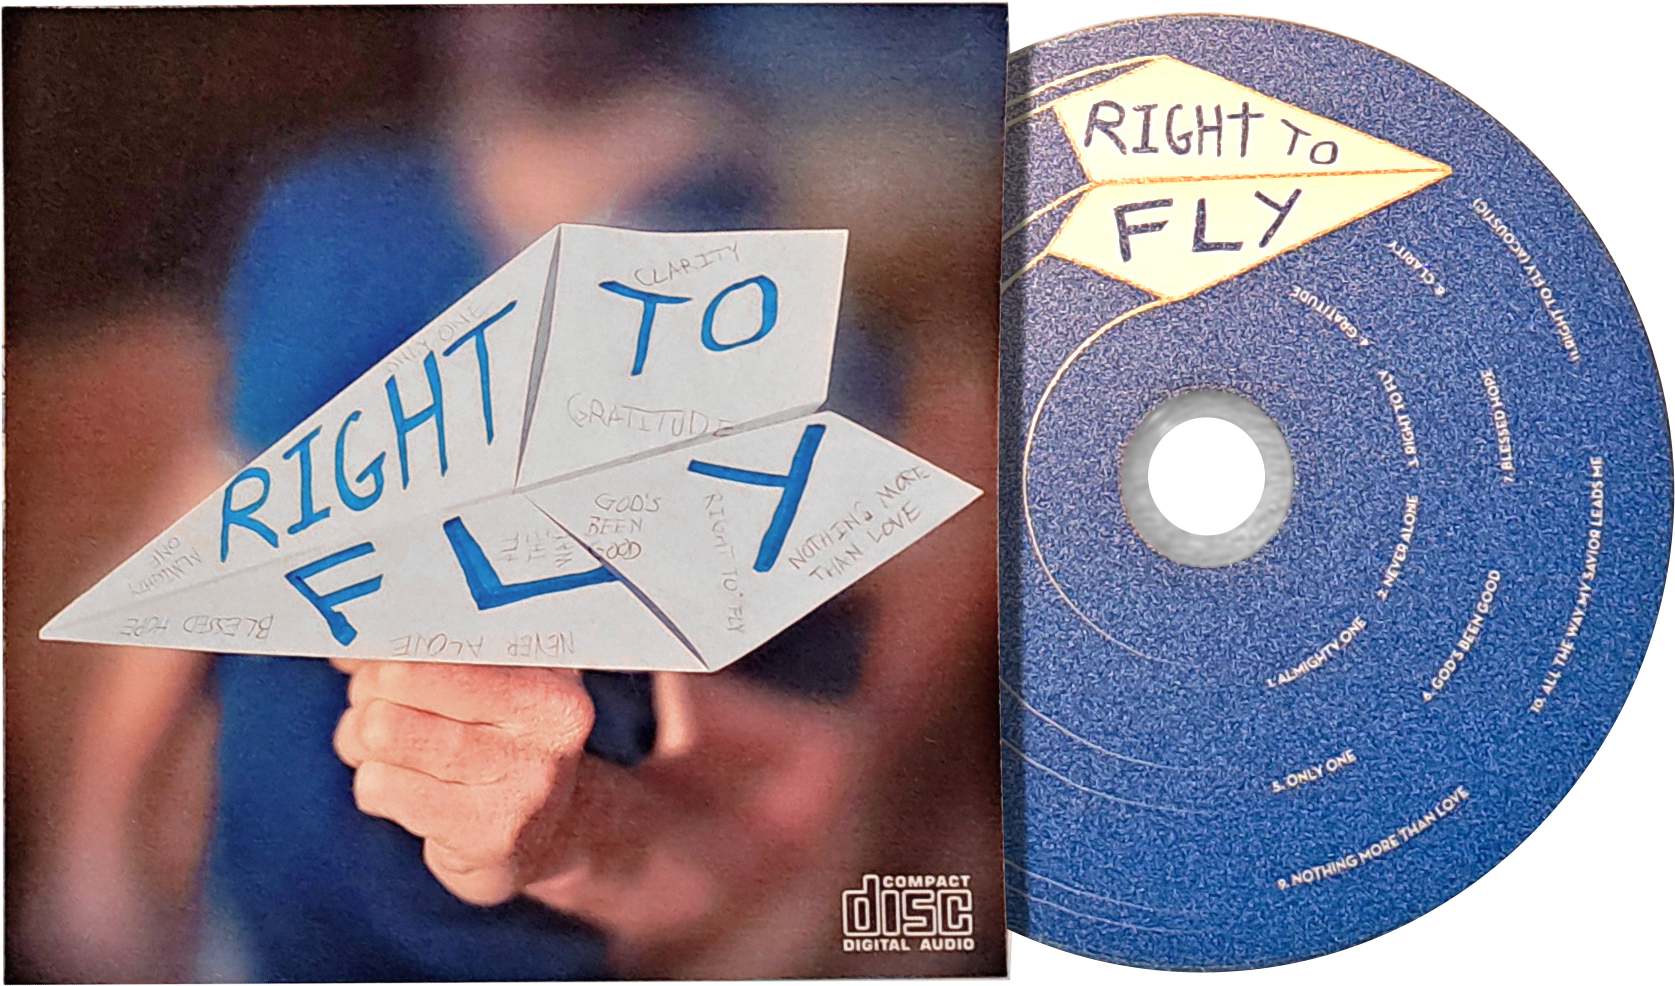 CLARITY
ONLY ONE
RIGHT TO
GRATITUDE
FLY
ALMIGHTY
ONE
GOD'S
BEEN
GOOD
RIGHT TO FLY
NOTHING MORE
THAN LOVE
BLESSED HOPE
NEVER ALONE
COMPACT
disc
DIGITAL AUDIO
RIGHT TO
FLY
1. ALMIGHTY ONE
2. NEVER ALONE
3. RIGHT TO FLY
4. GRATITUDE
5. ONLY ONE
6. GOD'S BEEN GOOD
7. BLESSED HOPE
8. CLARITY
9. NOTHING MORE THAN LOVE
10. ALL THE WAY MY SAVIOR LEADS ME
11. RIGHT TO FLY (ACOUSTIC)